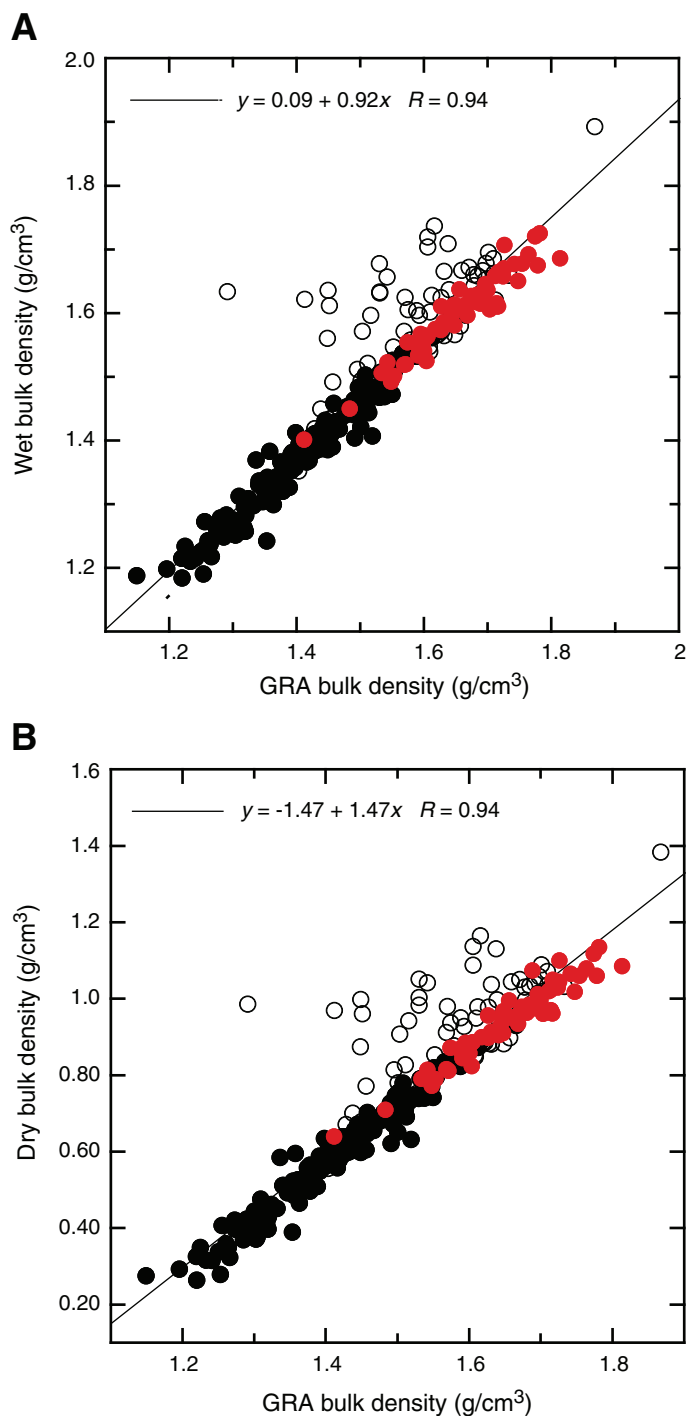 A
2.0
y = 0.09 + 0.92x R = 0.94
1.8
1.6
1.4
1.2
Wet bulk density (g/cm³)
1.2 1.4 1.6 1.8 2
GRA bulk density (g/cm³)
B
1.6
y = -1.47 + 1.47x R = 0.94
1.4
1.2
1.0
0.80
0.60
0.40
0.20
Dry bulk density (g/cm³)
1.2 1.4 1.6 1.8
GRA bulk density (g/cm³)